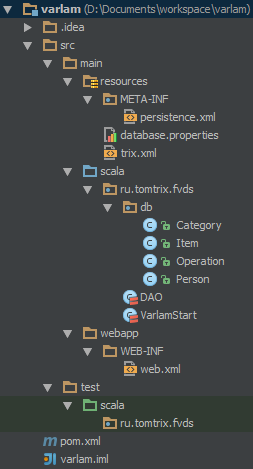 varlam (D:\Documents\workspace\varlam)
.idea
src
main
resources
META-INF
persistence.xml
database.properties
trix.xml
scala
ru.tomtrix.fvds
db
Category
Item
Operation
Person
DAO
VarlamStart
webapp
WEB-INF
web.xml
test
scala
ru.tomtrix.fvds
pom.xml
varlam.iml